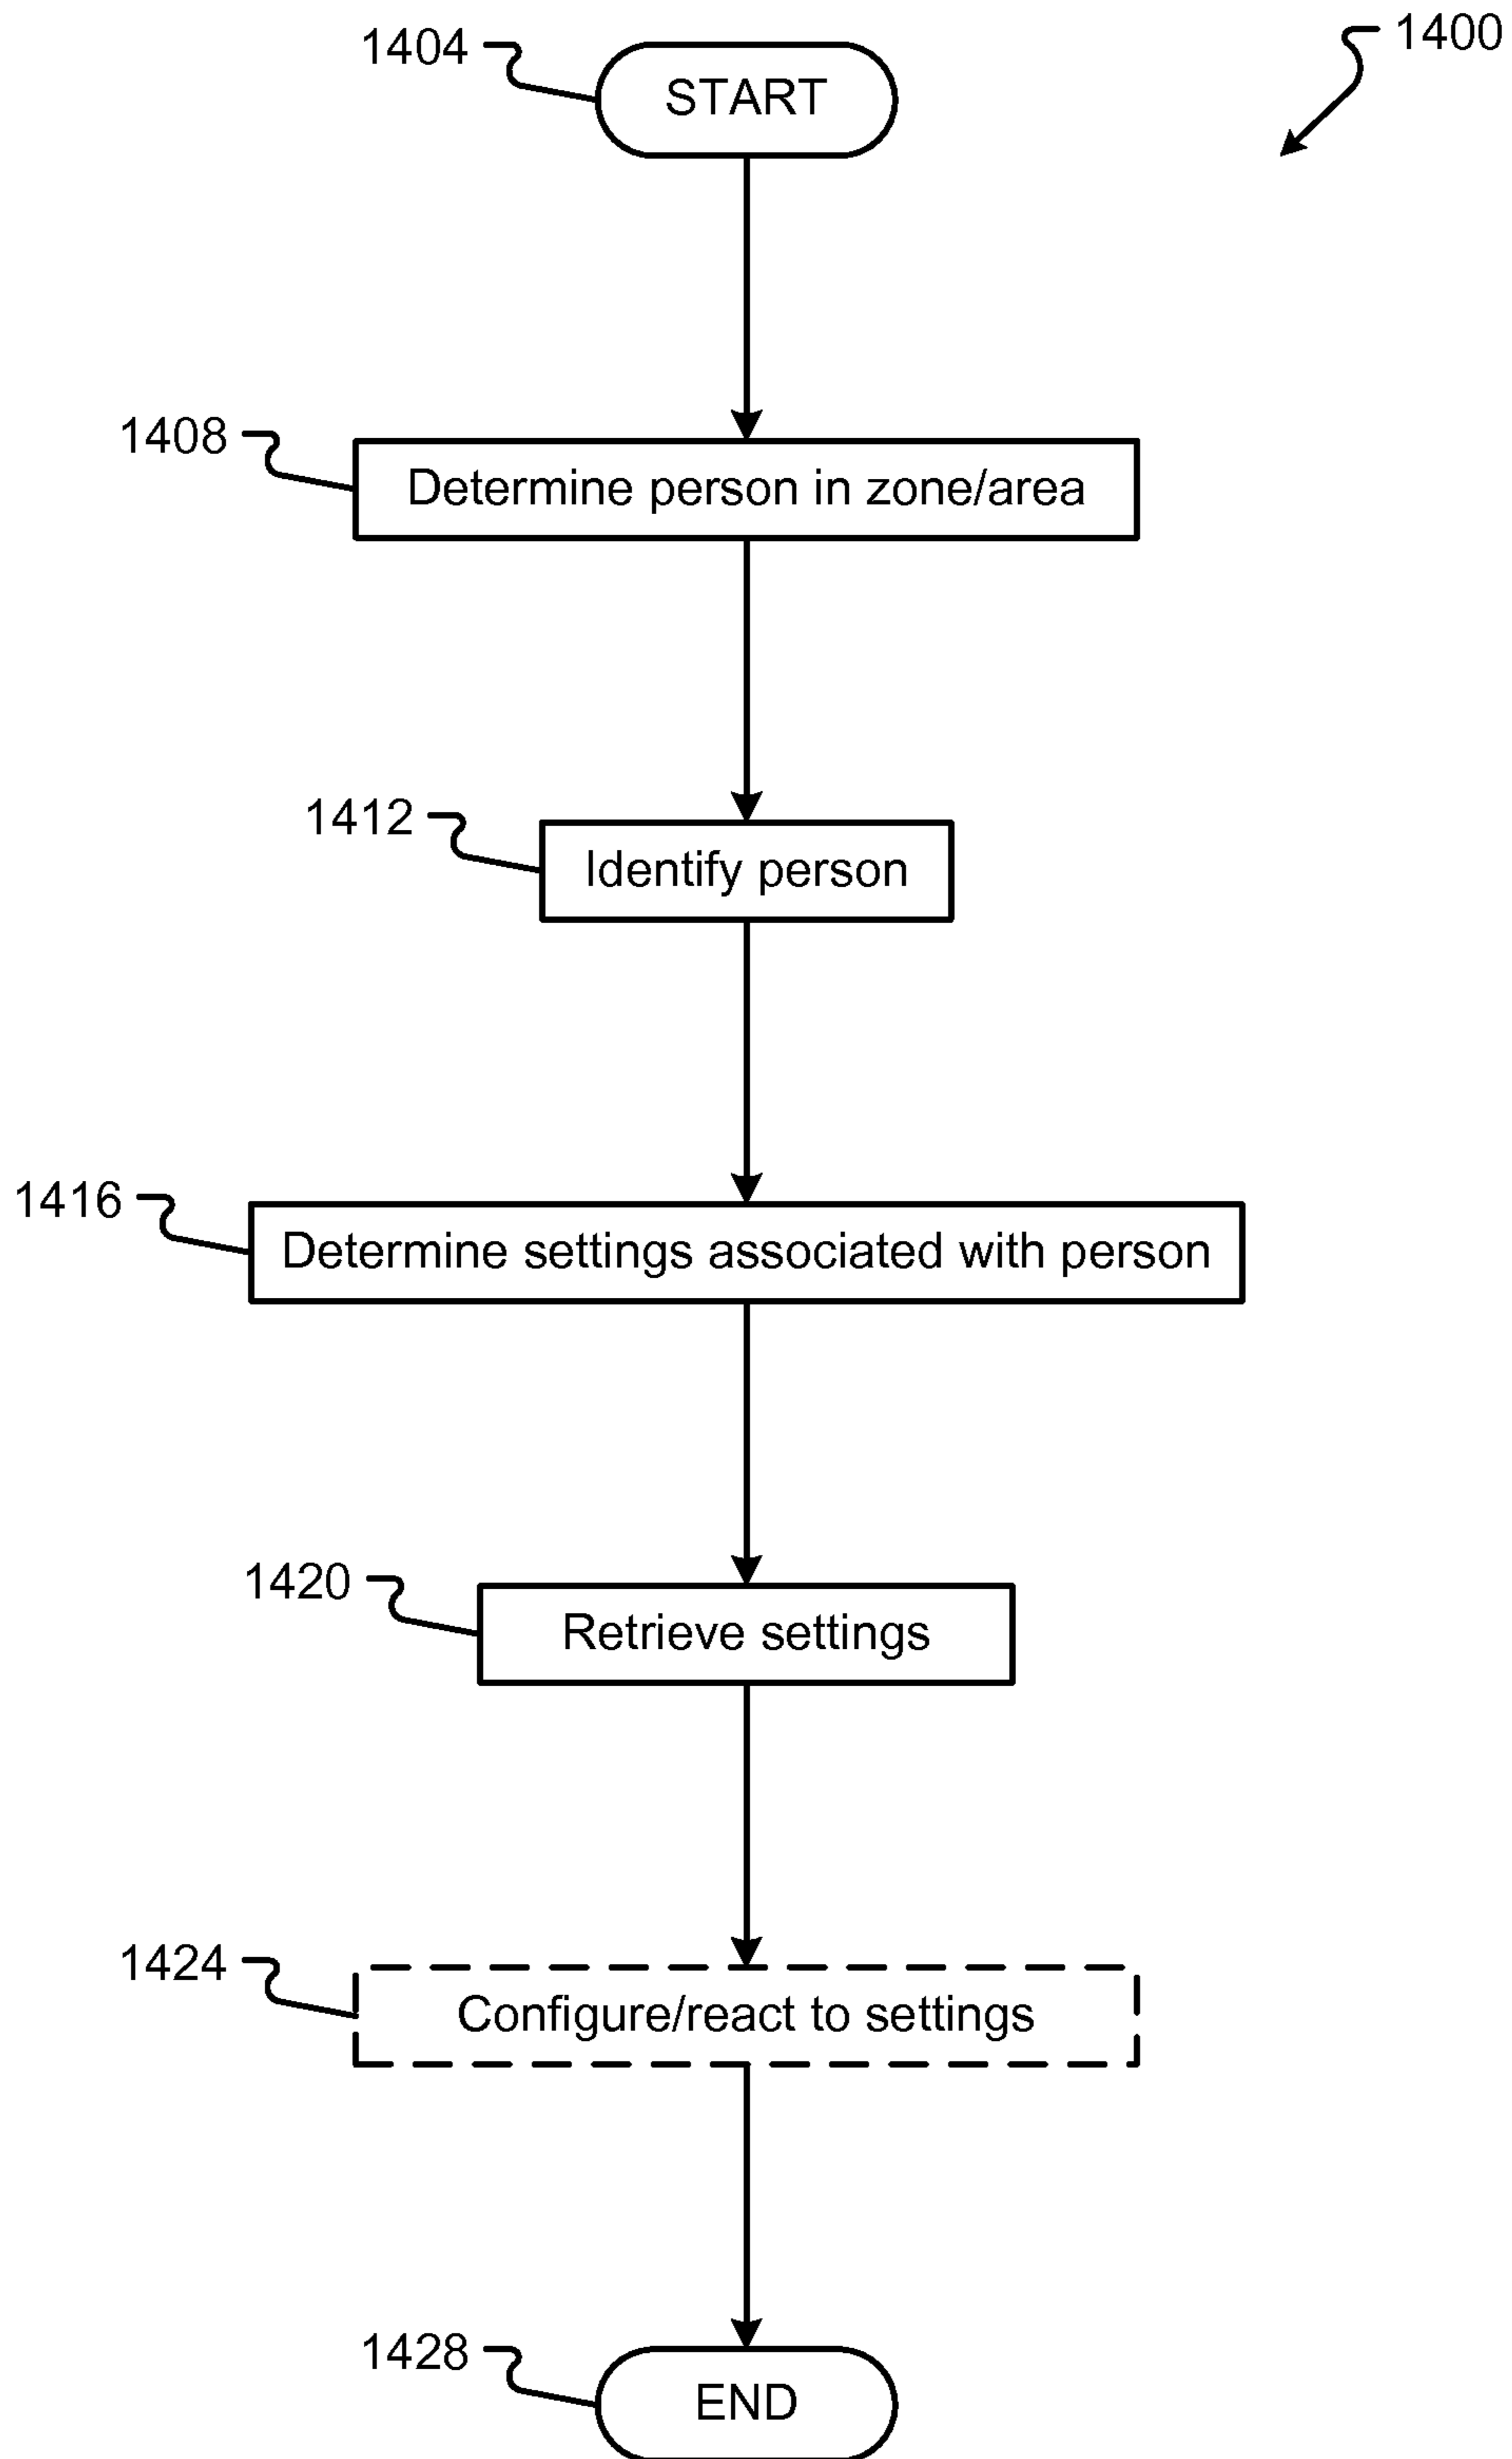 1400
1404
START
1408
Determine person in zone/area
1412
Identify person
1416
Determine settings associated with person
1420
Retrieve settings
1424
Configure/react to settings
1428
END